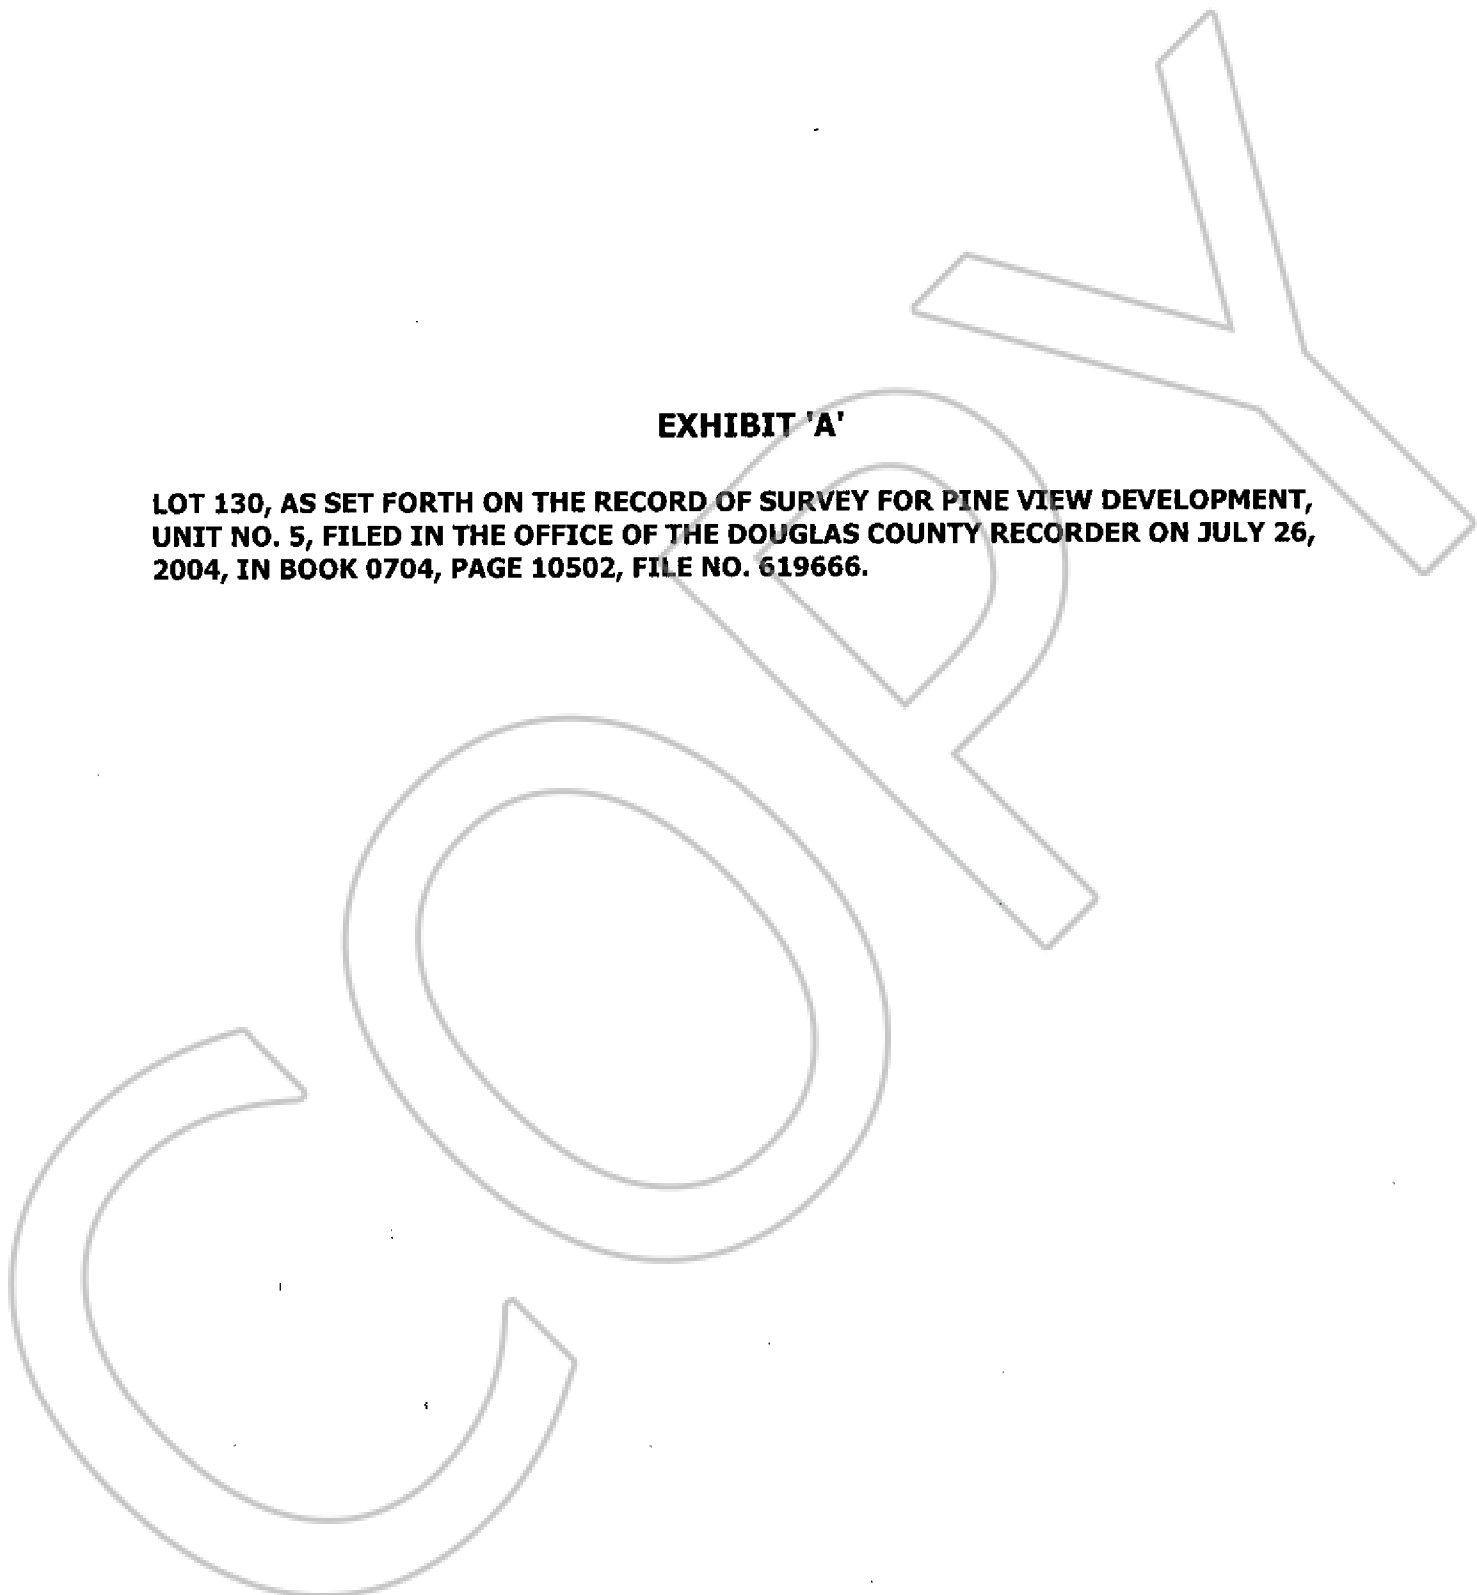 EXHIBIT 'A'
LOT 130, AS SET FORTH ON THE RECORD OF SURVEY FOR PINE VIEW DEVELOPMENT,
UNIT NO. 5, FILED IN THE OFFICE OF THE DOUGLAS COUNTY RECORDER ON JULY 26,
2004, IN BOOK 0704, PAGE 10502, FILE NO. 619666.
COPY